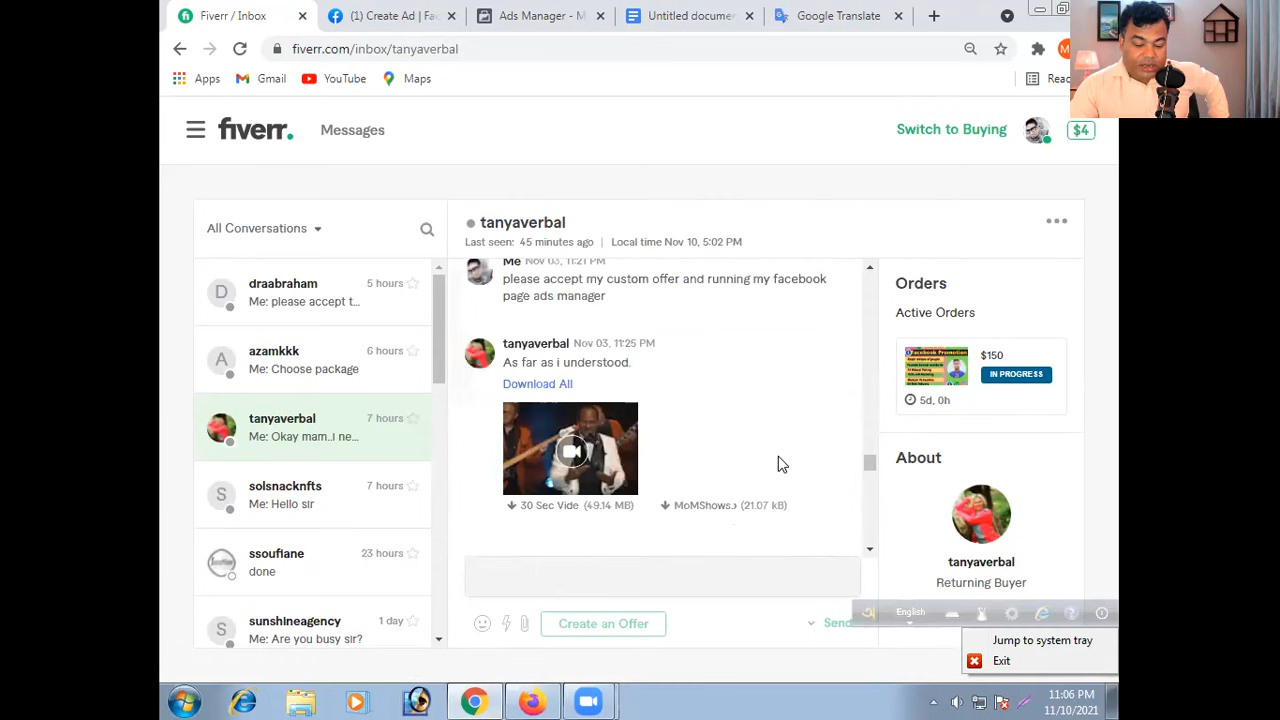 Fiverr / Inbox
(1) Create Ad | Fac
Ads Manager - M
Untitled documen
Google Translate
fiverr.com/inbox/tanyaverbal
Apps
Gmail
YouTube
Maps
Read
fiverr.
Messages
Switch to Buying
$4
All Conversations
tanyaverbal
Last seen: 45 minutes ago | Local time Nov 10, 5:02 PM
D
draabraham
5 hours
Me: please accept t...
A
azamkkk
6 hours
Me: Choose package
tanyaverbal
7 hours
Me: Okay mam..i ne...
S
solsnacknfts
7 hours
Me: Hello sir
ssoufiane
23 hours
done
S
sunshineagency
1 day
Me: Are you busy sir?
Me Nov 03, 11:21 PM
please accept my custom offer and running my facebook
page ads manager
tanyaverbal Nov 03, 11:25 PM
As far as i understood.
Download All
30 Sec Vide (49.14 MB)
MoMShows.x (21.07 kB)
Create an Offer
Send
Orders
Active Orders
Facebook Promotion
$150
IN PROGRESS
5d, 0h
About
tanyaverbal
Returning Buyer
English
Jump to system tray
Exit
11:06 PM
11/10/2021